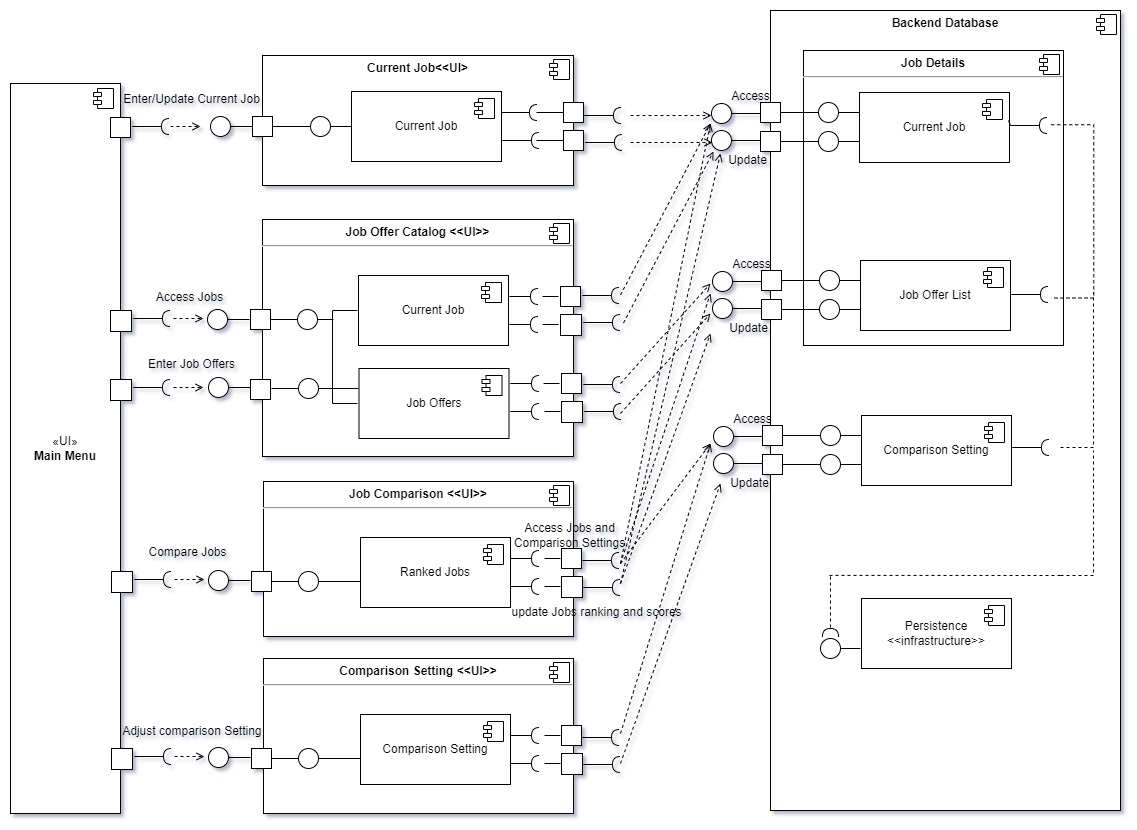 Backend Database
Current Job<<UI>
Job Details
Enter/Update Current Job
Access
Current Job
Current Job
Update
Job Offer Catalog <<UI>>
Access
Access Jobs
Current Job
Job Offer List
Update
Enter Job Offers
Job Offers
Access
«UI»
Main Menu
Comparison Setting
Update
Job Comparison <<UI>>
Access Jobs and
Comparison Settings
Compare Jobs
Ranked Jobs
update Jobs ranking and scores
Persistence
<<infrastructure>>
Comparison Setting <<UI>>
Adjust comparison Setting
Comparison Setting